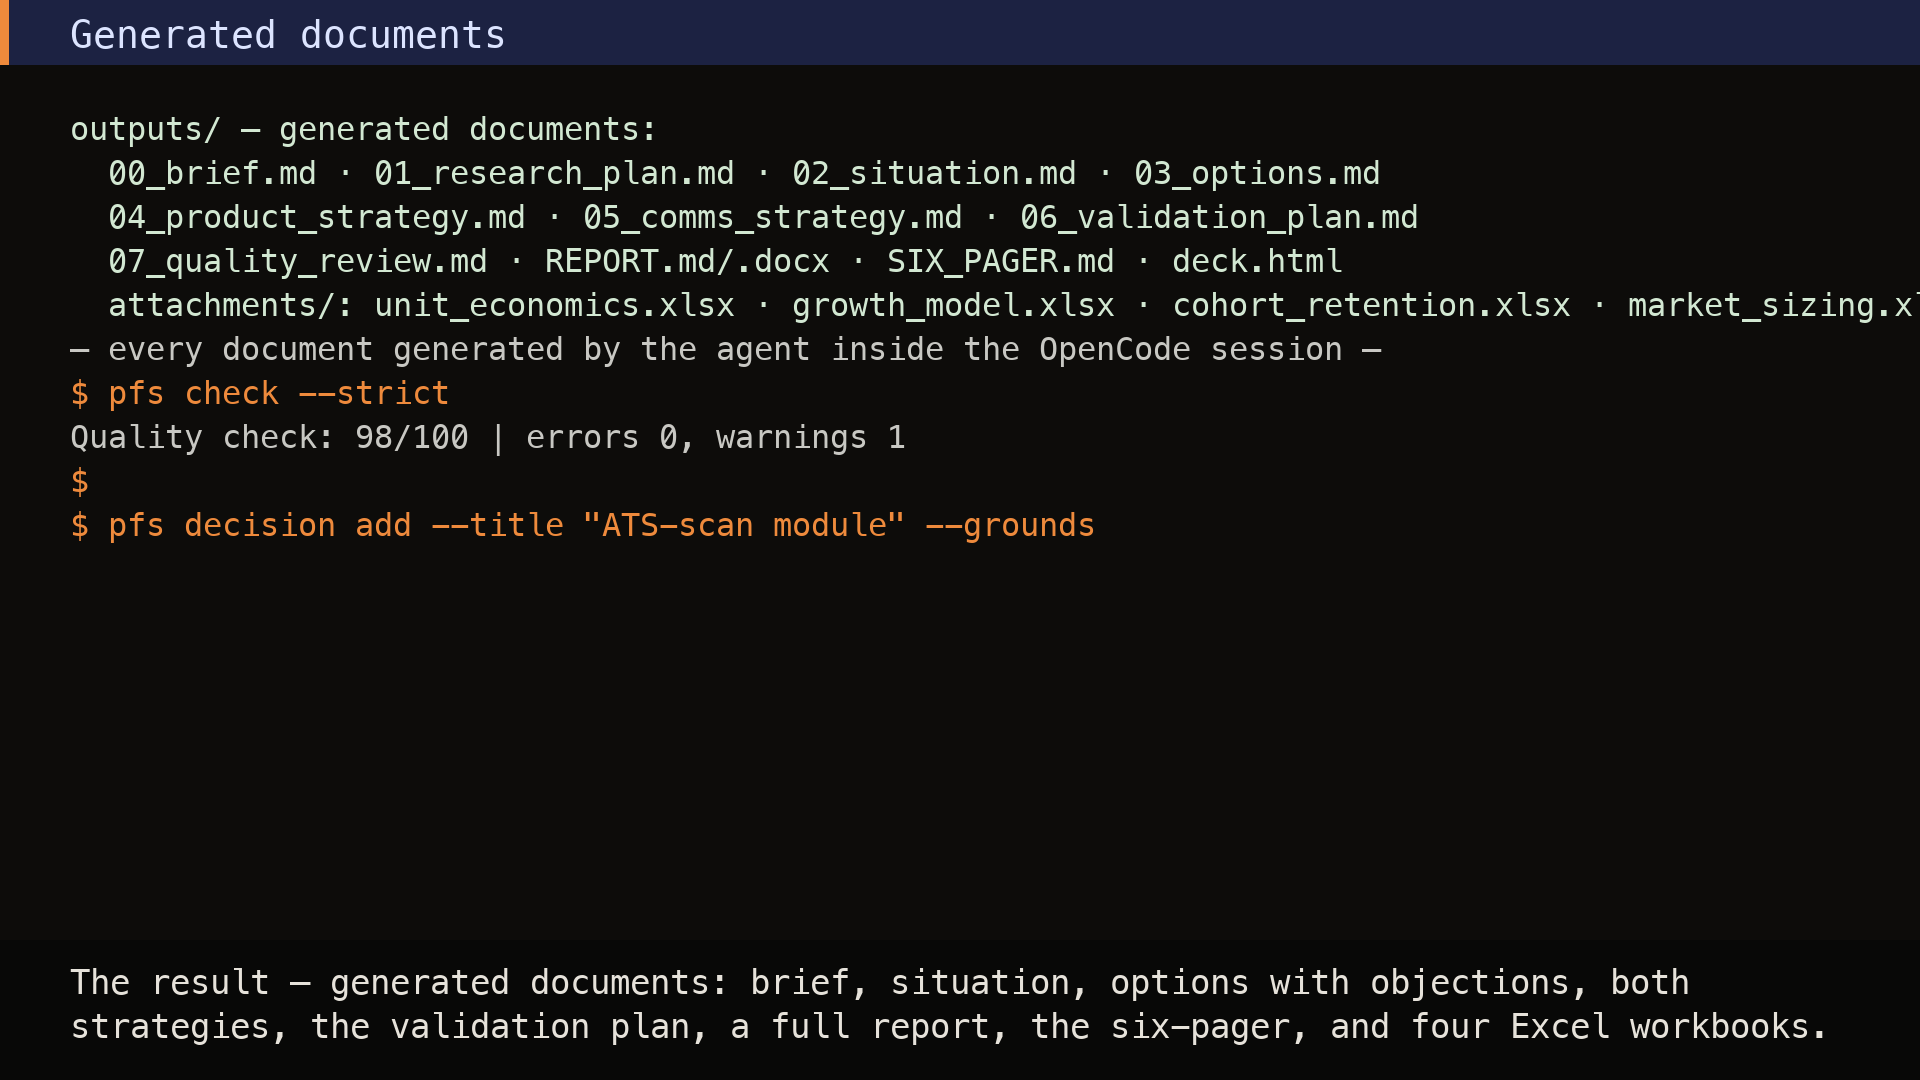 Generated documents
outputs/ — generated documents:
00_brief.md · 01_research_plan.md · 02_situation.md · 03_options.md
04_product_strategy.md · 05_comms_strategy.md · 06_validation_plan.md
07_quality_review.md · REPORT.md/.docx · SIX_PAGER.md · deck.html
attachments/: unit_economics.xlsx · growth_model.xlsx · cohort_retention.xlsx · market_sizing.xl
— every document generated by the agent inside the OpenCode session —
$ pfs check --strict
Quality check: 98/100 | errors 0, warnings 1
$
$ pfs decision add --title "ATS-scan module" --grounds
The result — generated documents: brief, situation, options with objections, both
strategies, the validation plan, a full report, the six-pager, and four Excel workbooks.